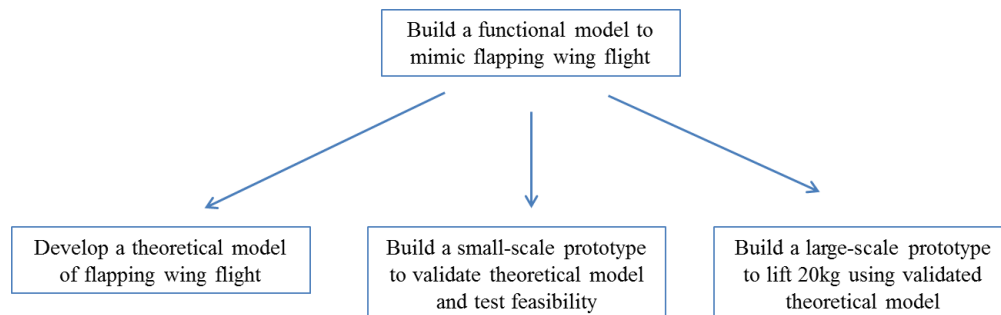 Build a functional model to
mimic flapping wing flight
Develop a theoretical model
of flapping wing flight
Build a small-scale prototype
to validate theoretical model
and test feasibility
Build a large-scale prototype
to lift 20kg using validated
theoretical model